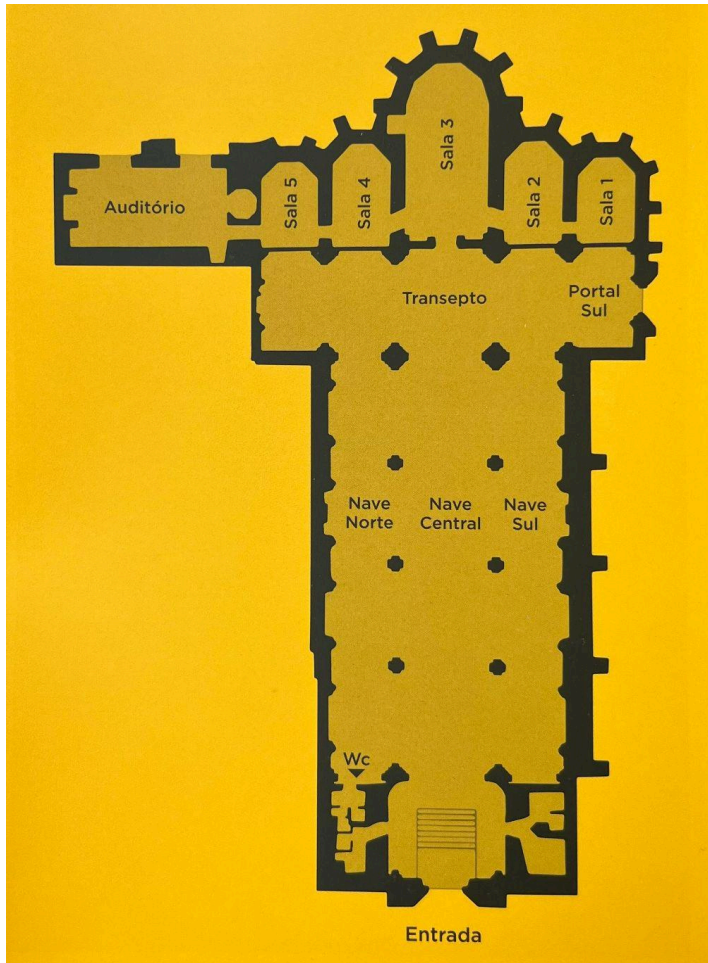 Sala 3
Auditório
Sala 5
Sala 4
Sala 2
Sala 1
Transepto
Portal
Sul
Nave
Norte
Nave
Central
Nave
Sul
Wc
Entrada